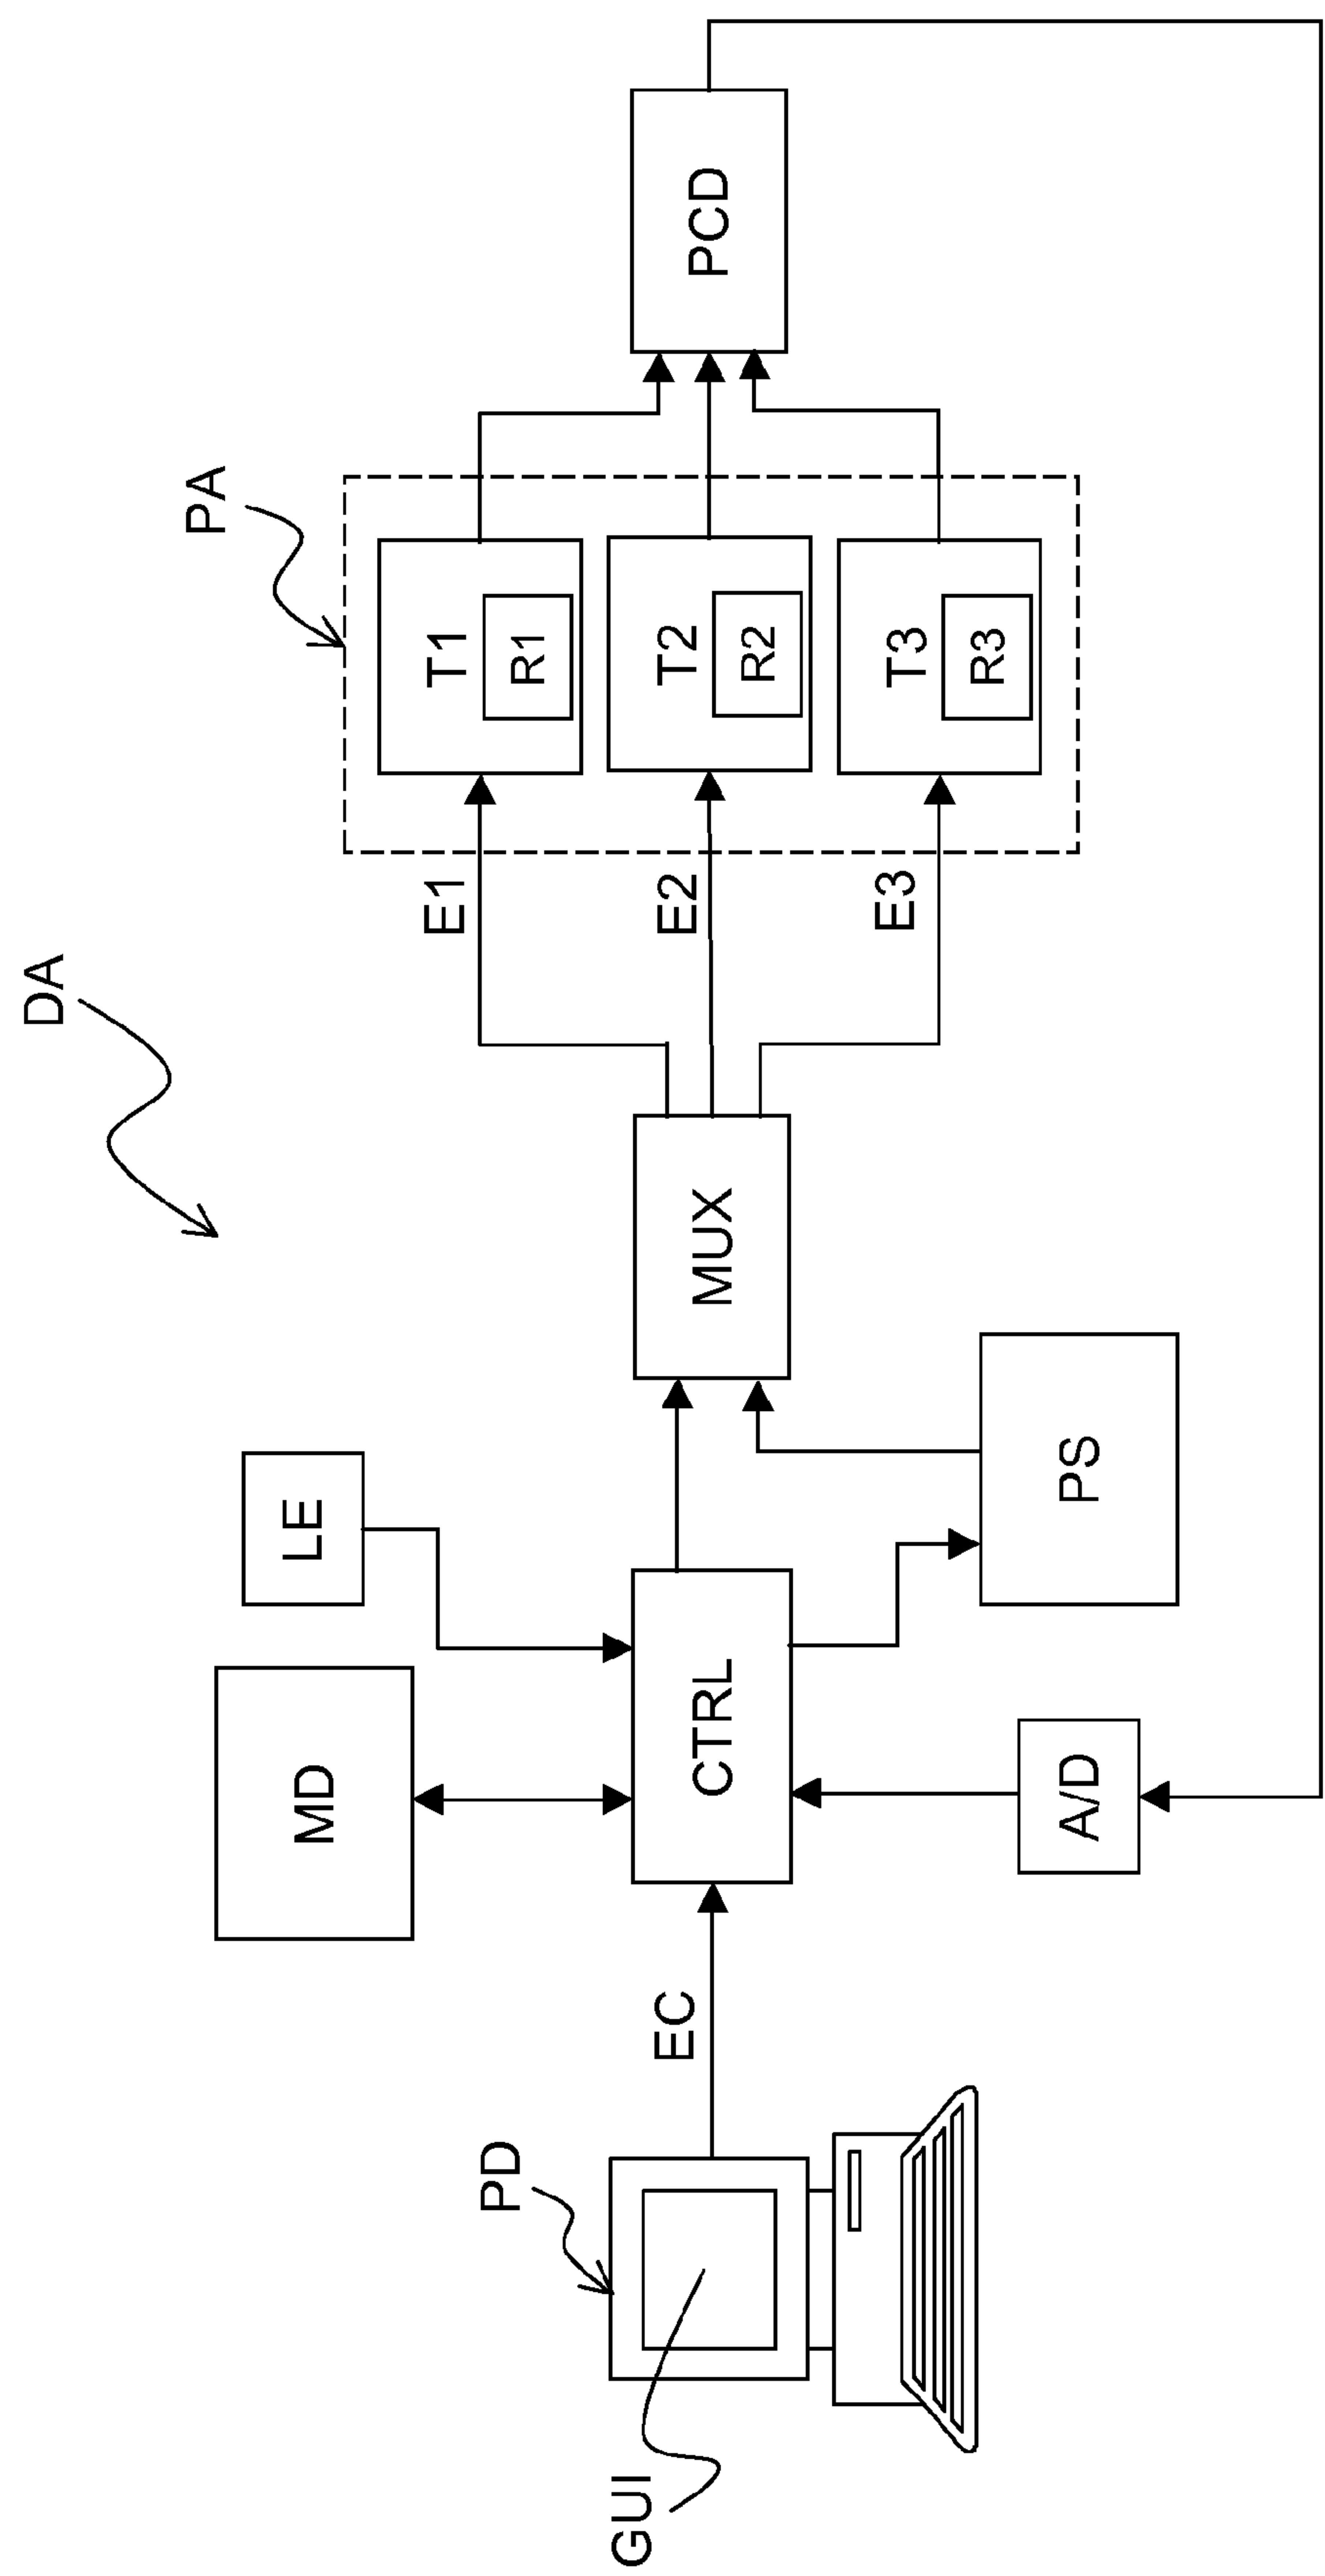 DA
PA
LE
MD
T1
R1
E1
GUI
PD
EC
CTRL
MUX
E2
T2
R2
PCD
E3
T3
R3
A/D
PS